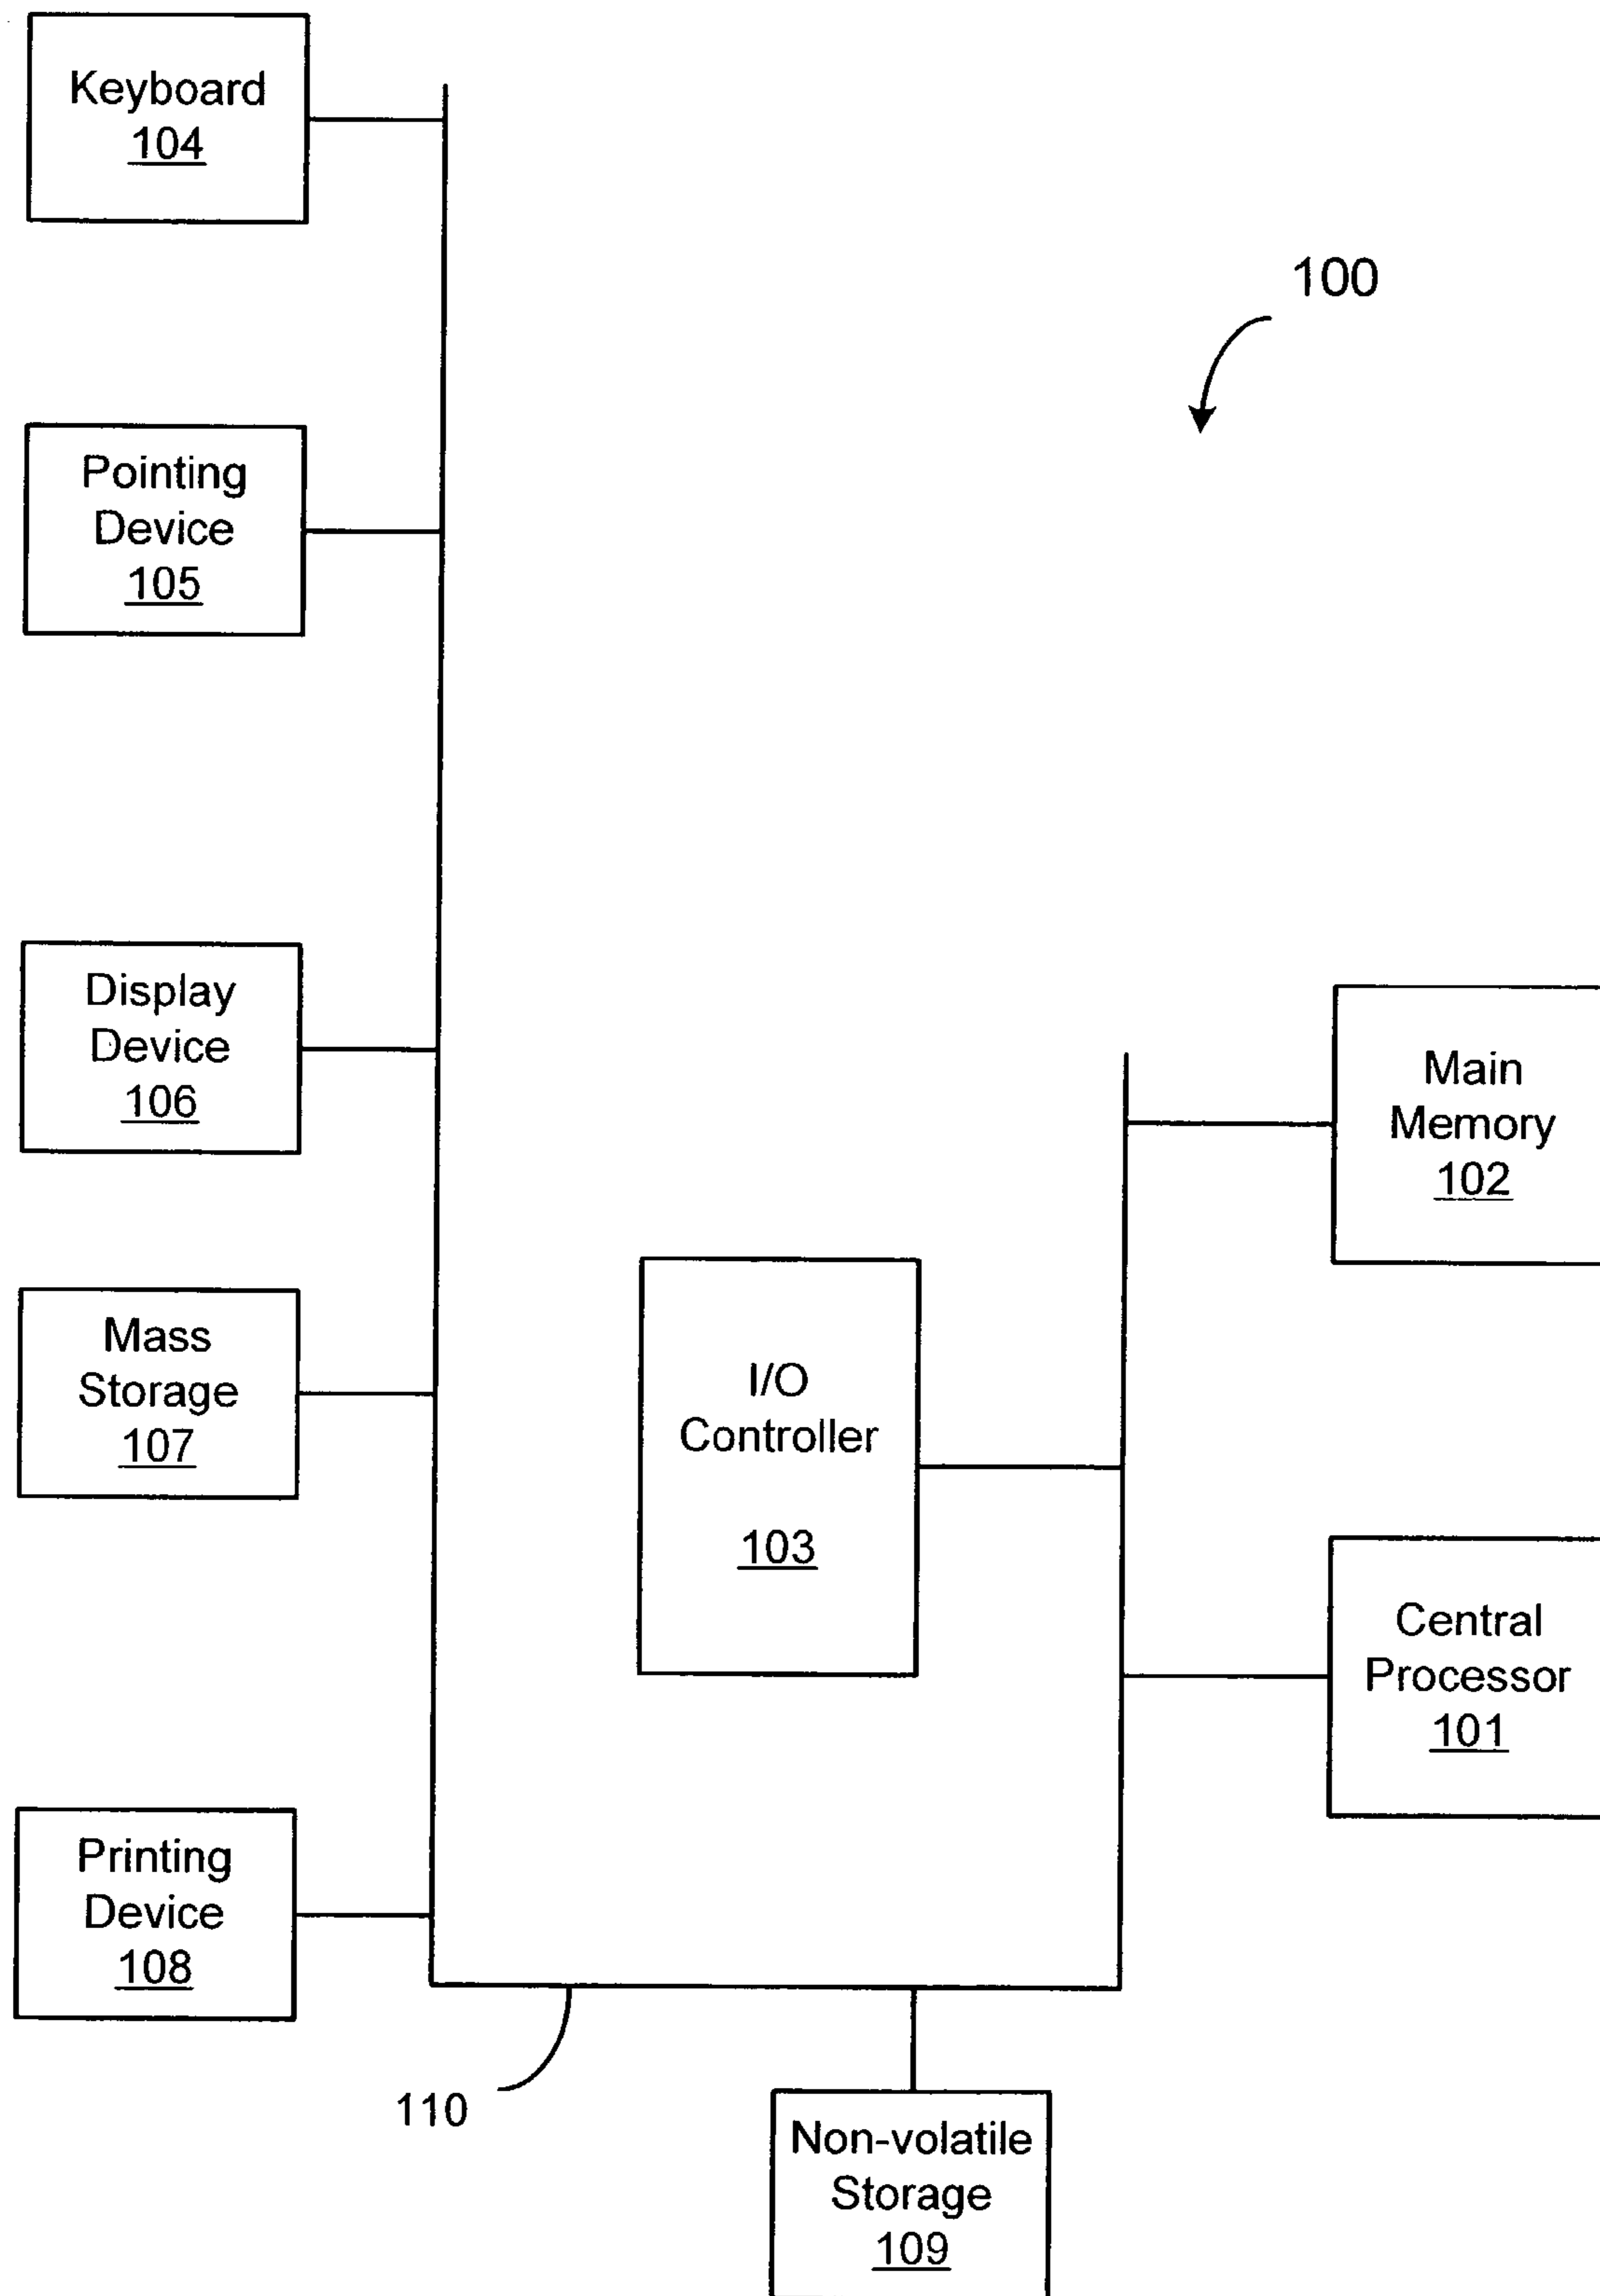 Keyboard
104
100
Pointing
Device
105
Display
Device
106
Main
Memory
102
Mass
Storage
107
I/O
Controller
103
Central
Processor
101
Printing
Device
108
110
Non-volatile
Storage
109